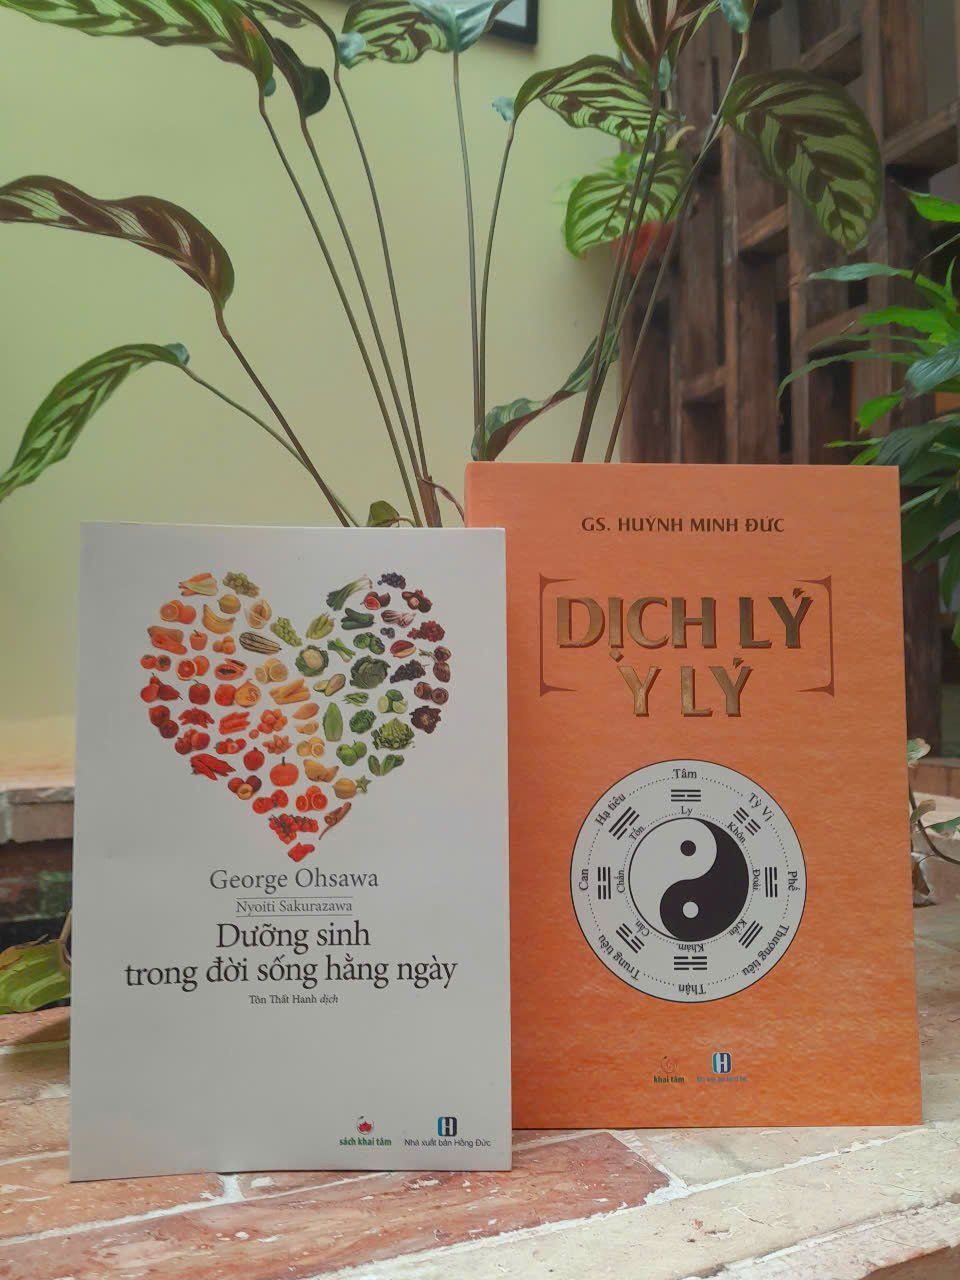 George Ohsawa
Nyoiti Sakurazawa
Dưỡng sinh
trong đời sống hằng ngày
Tôn Thất Hanh dịch
sách khai tâm
Nhà xuất bản Hồng Đức
GS. HUỲNH MINH ĐỨC
DỊCH LÝ
Y LÝ
Tâm
Tỳ Vị
Phế
Thượng tiêu
Thận
Trung tiêu
Can
Hạ tiêu
Ly
Khôn
Đoài
Kiền
Khảm
Cấn
Chấn
Tốn
khai tâm